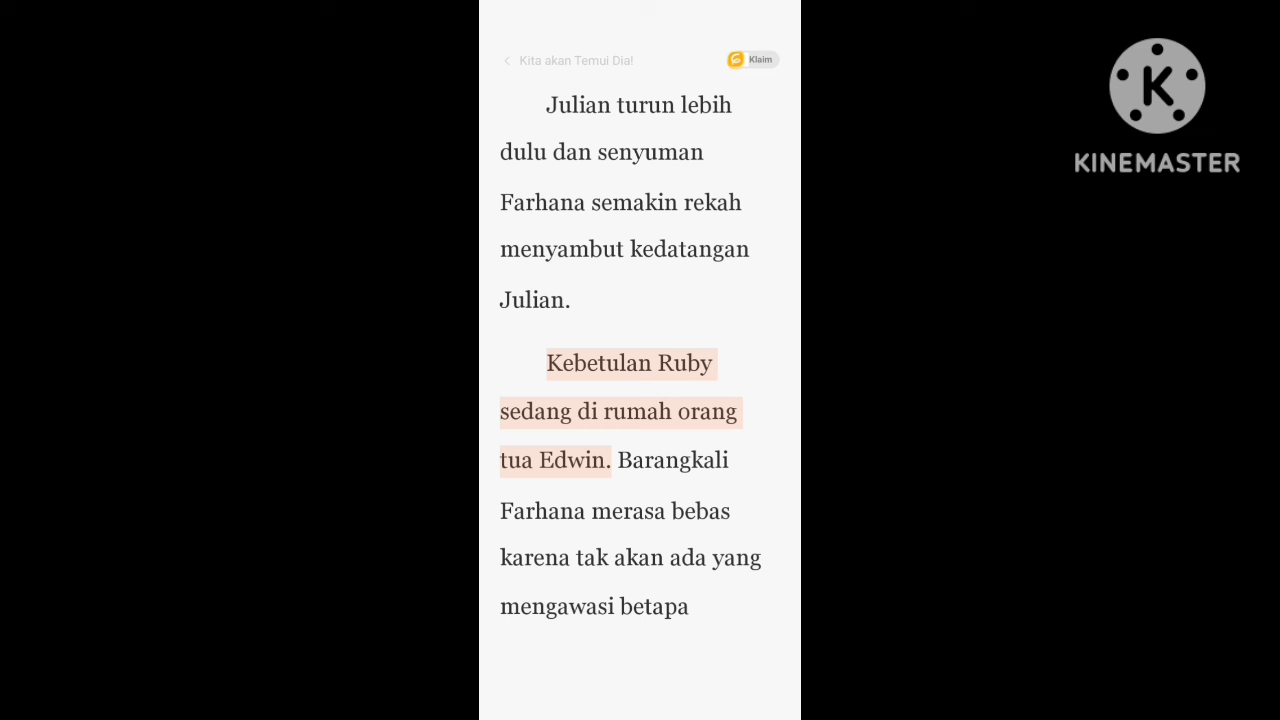 Kita akan Temui Dia!
Klaim
Julian turun lebih
dulu dan senyuman
Farhana semakin rekah
menyambut kedatangan
Julian.
Kebetulan Ruby
sedang di rumah orang
tua Edwin. Barangkali
Farhana merasa bebas
karena tak akan ada yang
mengawasi betapa
K
KINEMASTER